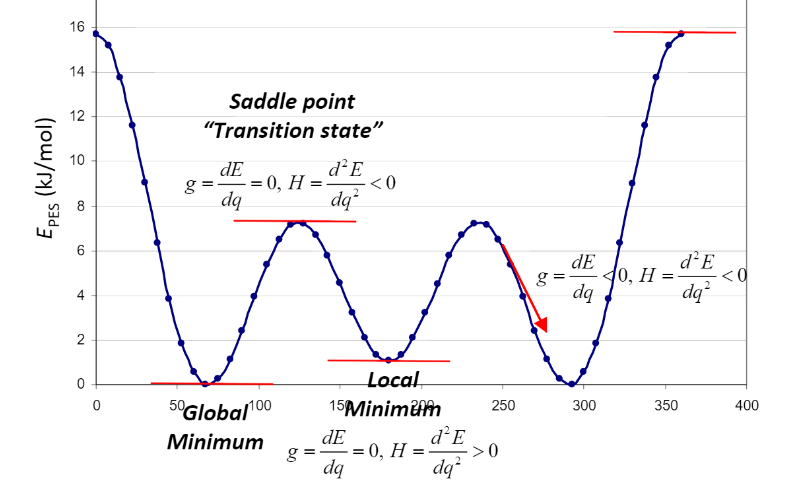 16
14
12
10
8
6
4
2
0
E_PES (kJ/mol)
Saddle point
“Transition state”
g = dE/dq = 0, H = d²E/dq² < 0
g = dE/dq < 0, H = d²E/dq² < 0
0 50 100 150 200 250 300 350 400
Global
Minimum
Local
Minimum
g = dE/dq = 0, H = d²E/dq² > 0